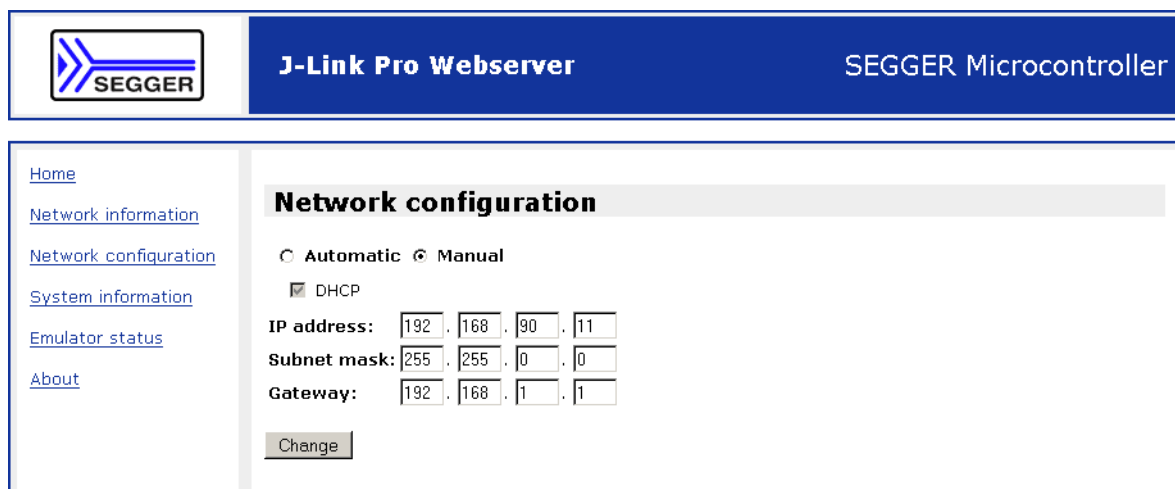 SEGGER
J-Link Pro Webserver
SEGGER Microcontroller
Home
Network information
Network configuration
System information
Emulator status
About
Network configuration
Automatic Manual
DHCP
IP address: 192 . 168 . 90 . 11
Subnet mask: 255 . 255 . 0 . 0
Gateway: 192 . 168 . 1 . 1
Change